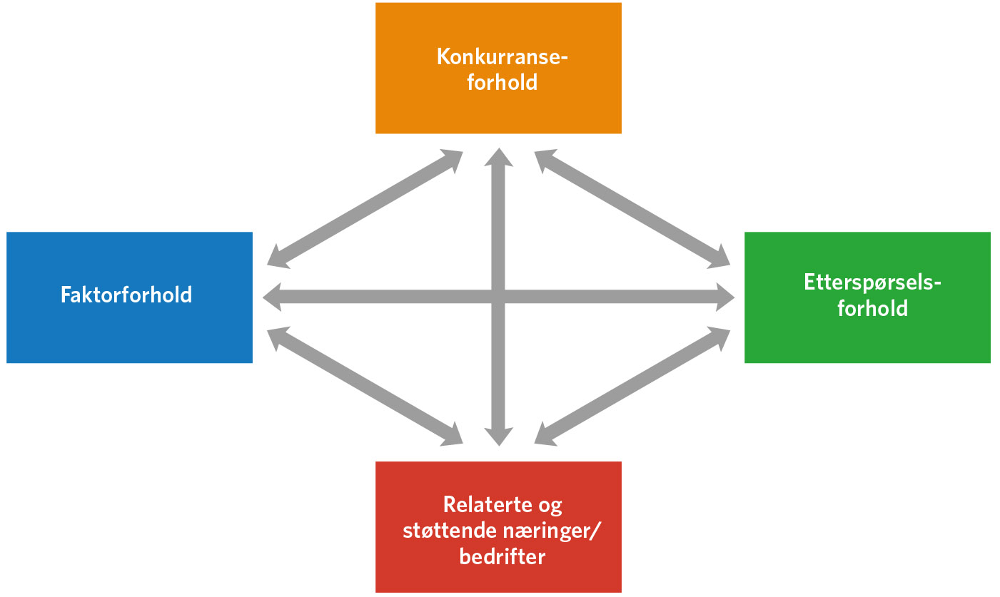 Konkurranse-
forhold
Faktorforhold
Etterspørsels-
forhold
Relaterte og
støttende næringer/
bedrifter